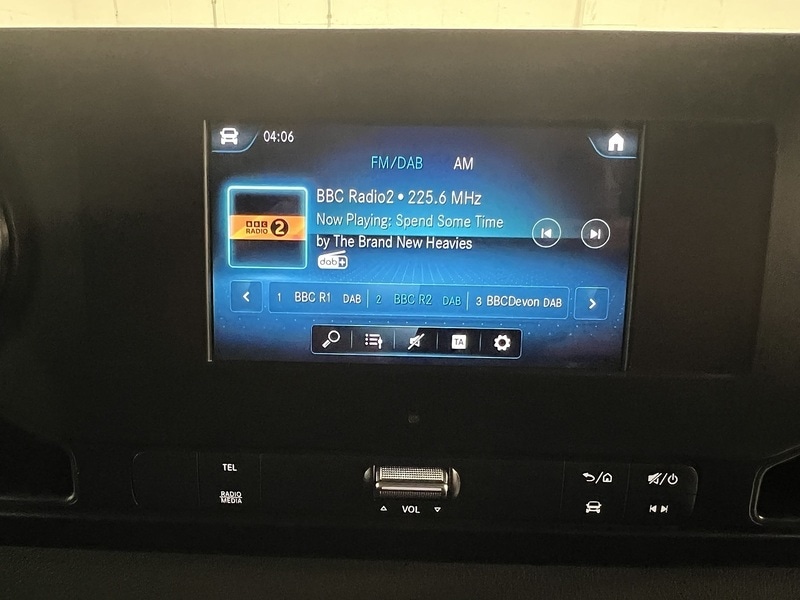 04:06
FM/DAB AM
BBC Radio2 • 225.6 MHz
Now Playing: Spend Some Time
by The Brand New Heavies
BBC
RADIO 2
dab+
1 BBC R1 DAB 2 BBC R2 DAB 3 BBCDevon DAB
TA
TEL
RADIO
MEDIA
VOL